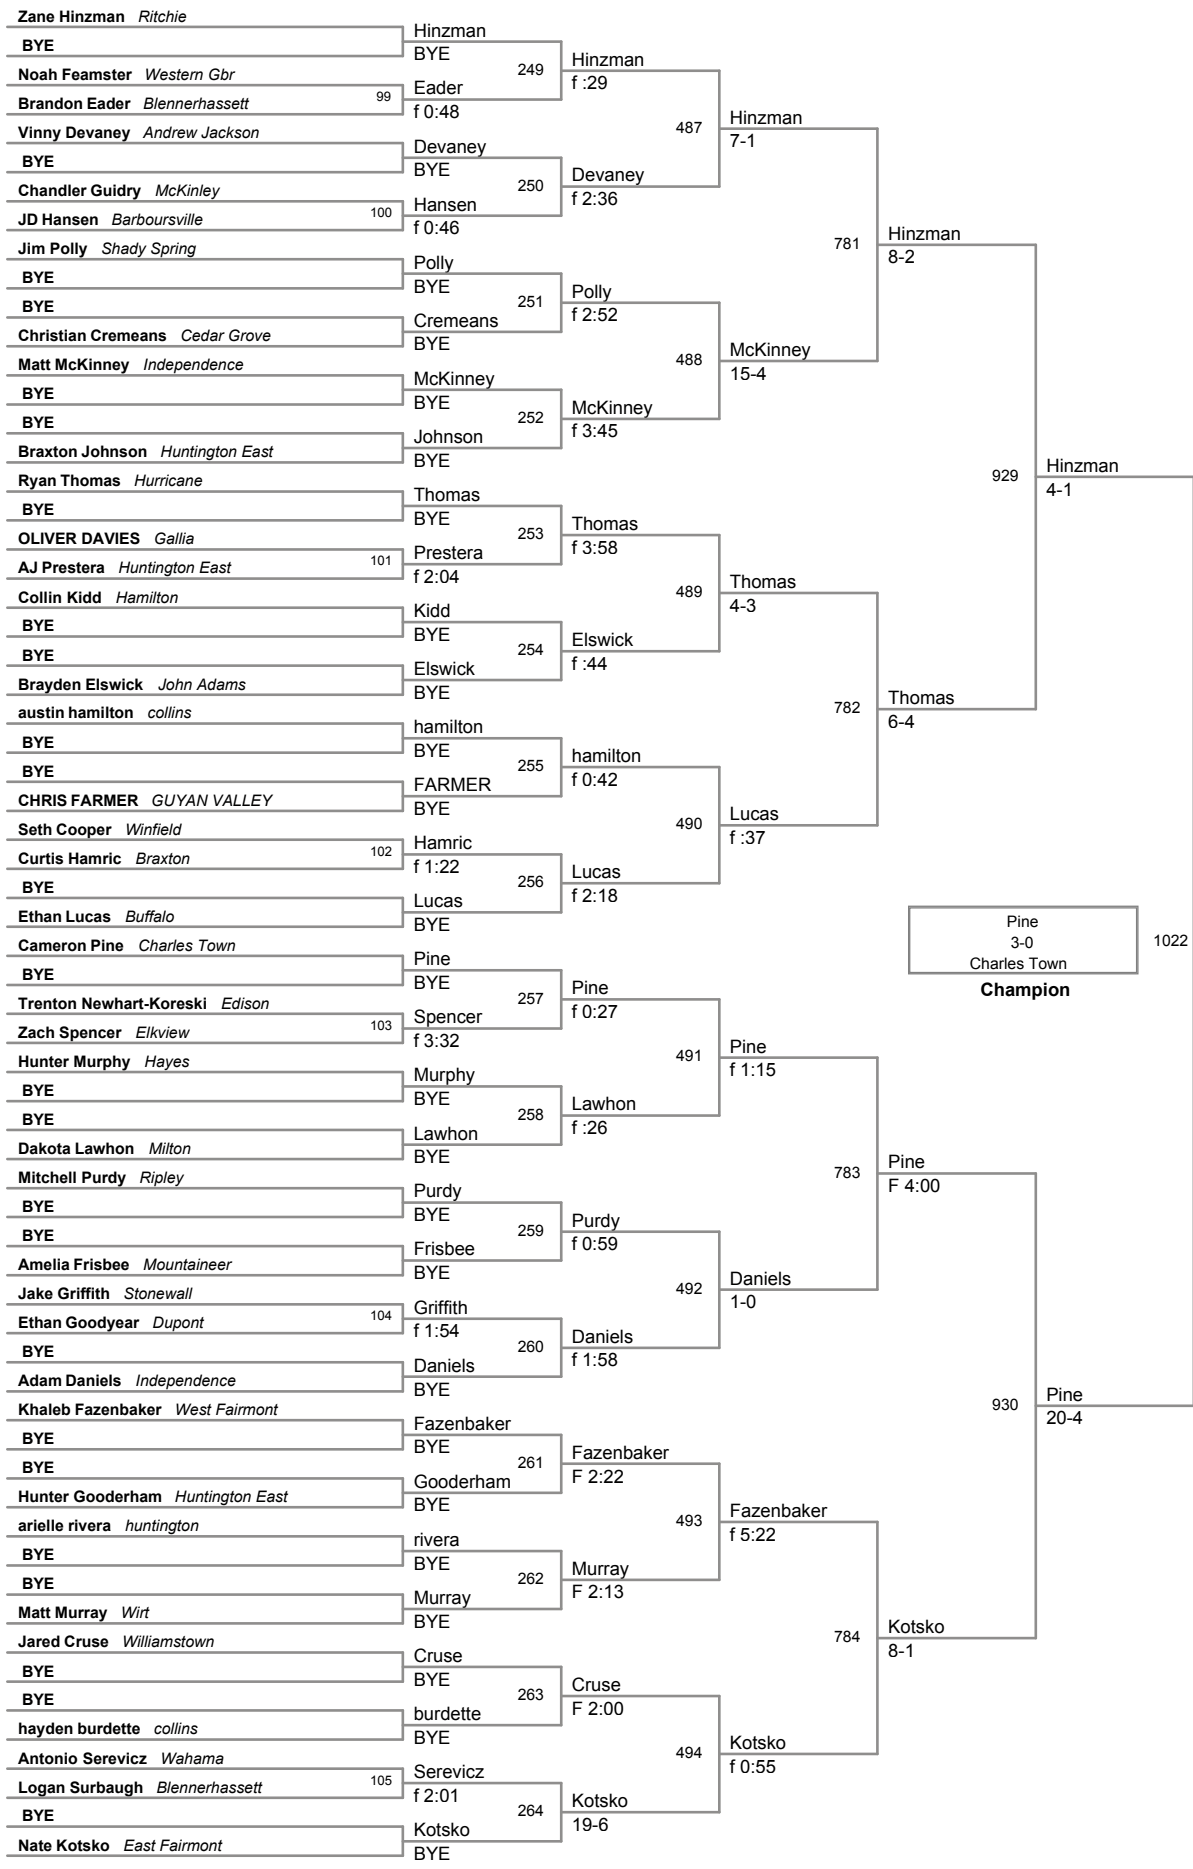 Zane Hinzman Ritchie
BYE
Noah Feamster Western Gbr
Brandon Eader Blennerhassett
Vinny Devaney Andrew Jackson
BYE
Chandler Guidry McKinley
JD Hansen Barboursville
Jim Polly Shady Spring
BYE
BYE
Christian Cremeans Cedar Grove
Matt McKinney Independence
BYE
BYE
Braxton Johnson Huntington East
Ryan Thomas Hurricane
BYE
OLIVER DAVIES Gallia
AJ Prestera Huntington East
Collin Kidd Hamilton
BYE
BYE
Brayden Elswick John Adams
austin hamilton collins
BYE
BYE
CHRIS FARMER GUYAN VALLEY
Seth Cooper Winfield
Curtis Hamric Braxton
BYE
Ethan Lucas Buffalo
Cameron Pine Charles Town
BYE
Trenton Newhart-Koreski Edison
Zach Spencer Elkview
Hunter Murphy Hayes
BYE
BYE
Dakota Lawhon Milton
Mitchell Purdy Ripley
BYE
BYE
Amelia Frisbee Mountaineer
Jake Griffith Stonewall
Ethan Goodyear Dupont
BYE
Adam Daniels Independence
Khaleb Fazenbaker West Fairmont
BYE
BYE
Hunter Gooderham Huntington East
arielle rivera huntington
BYE
BYE
Matt Murray Wirt
Jared Cruse Williamstown
BYE
BYE
hayden burdette collins
Antonio Serevicz Wahama
Logan Surbaugh Blennerhassett
BYE
Nate Kotsko East Fairmont
99
100
101
102
103
104
105
Hinzman
BYE
Eader
f 0:48
Devaney
BYE
Hansen
f 0:46
Polly
BYE
Cremeans
BYE
McKinney
BYE
Johnson
BYE
Thomas
BYE
Prestera
f 2:04
Kidd
BYE
Elswick
BYE
hamilton
BYE
FARMER
BYE
Hamric
f 1:22
Lucas
BYE
Pine
BYE
Spencer
f 3:32
Murphy
BYE
Lawhon
BYE
Purdy
BYE
Frisbee
BYE
Griffith
f 1:54
Daniels
BYE
Fazenbaker
BYE
Gooderham
BYE
rivera
BYE
Murray
BYE
Cruse
BYE
burdette
BYE
Serevicz
f 2:01
Kotsko
BYE
249
250
251
252
253
254
255
256
257
258
259
260
261
262
263
264
Hinzman
f :29
Devaney
f 2:36
Polly
f 2:52
McKinney
f 3:45
Thomas
f 3:58
Elswick
f :44
hamilton
f 0:42
Lucas
f 2:18
Pine
f 0:27
Lawhon
f :26
Purdy
f 0:59
Daniels
f 1:58
Fazenbaker
F 2:22
Murray
F 2:13
Cruse
F 2:00
Kotsko
19-6
487
488
489
490
491
492
493
494
Hinzman
7-1
McKinney
15-4
Thomas
4-3
Lucas
f :37
Pine
f 1:15
Daniels
1-0
Fazenbaker
f 5:22
Kotsko
f 0:55
781
782
783
784
Hinzman
8-2
Thomas
6-4
Pine
F 4:00
Kotsko
8-1
929
930
Hinzman
4-1
Pine
20-4
1022
Pine
3-0
Charles Town
Champion